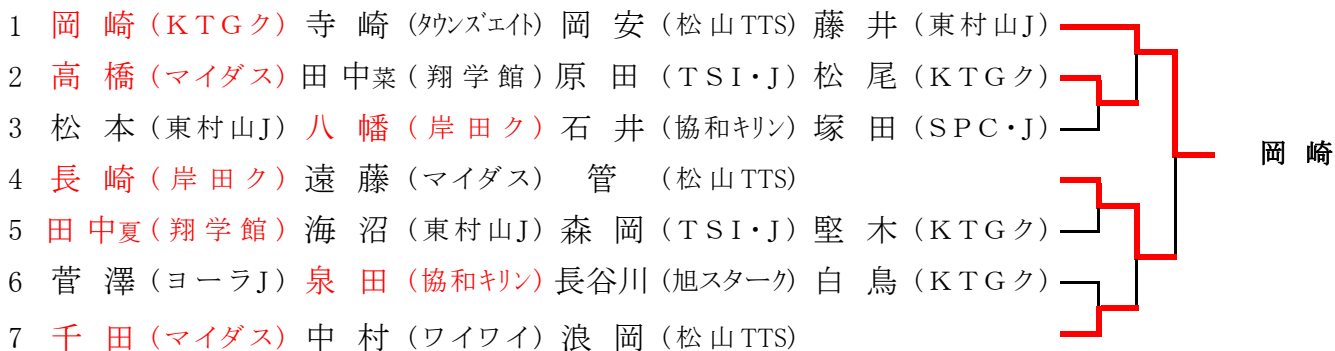 1 岡崎(KTGク) 寺崎(タウンズエイト) 岡安(松山TTS) 藤井(東村山J)
2 高橋(マイダス) 田中菜(翔学館) 原田(TSI・J) 松尾(KTGク)
3 松本(東村山J) 八幡(岸田ク) 石井(協和キリン) 塚田(SPC・J)
岡崎
4 長崎(岸田ク) 遠藤(マイダス) 管(松山TTS)
5 田中夏(翔学館) 海沼(東村山J) 森岡(TSI・J) 堅木(KTGク)
6 菅澤(ヨーラJ) 泉田(協和キリン) 長谷川(旭スターク) 白鳥(KTGク)
7 千田(マイダス) 中村(ワイワイ) 浪岡(松山TTS)